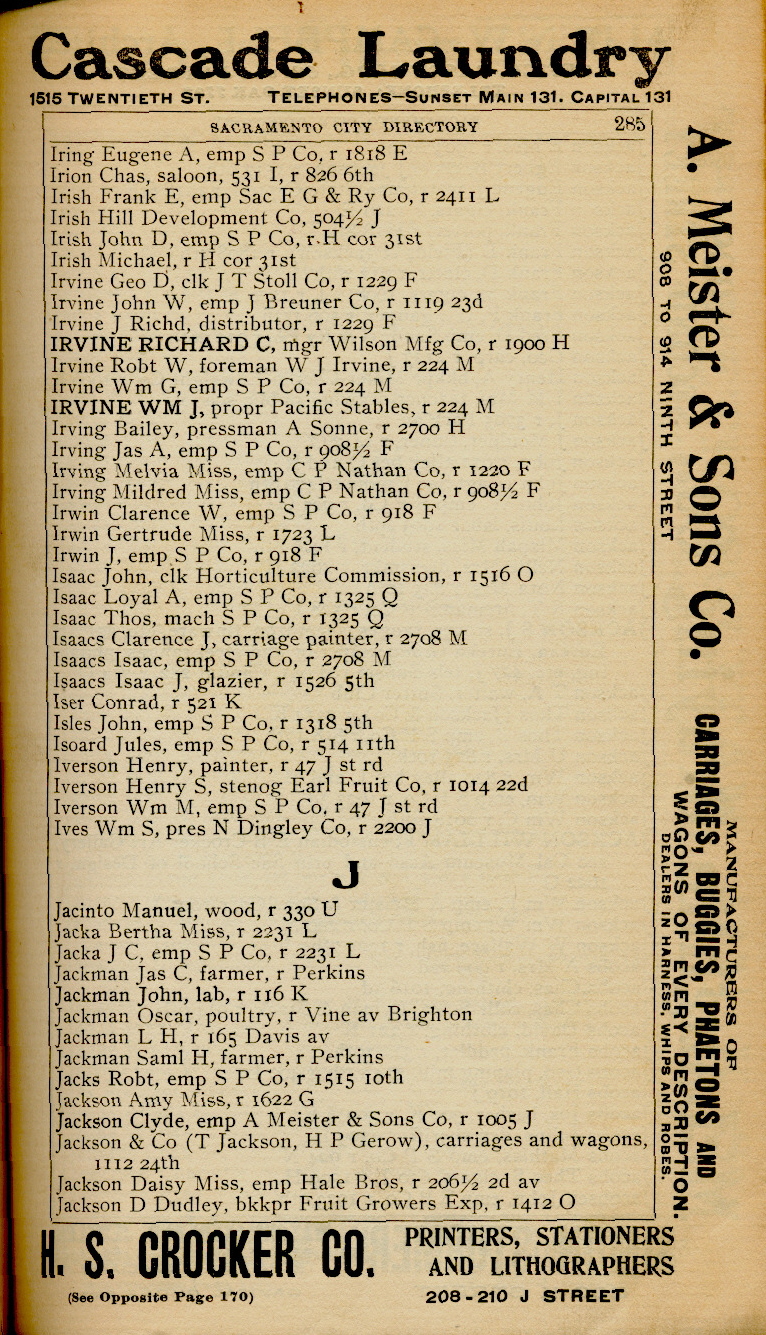 Cascade Laundry
1515 TWENTIETH ST. TELEPHONES—SUNSET MAIN 131. CAPITAL 131
SACRAMENTO CITY DIRECTORY 285
Iring Eugene A, emp S P Co, r 1818 E
Irion Chas, saloon, 531 I, r 826 6th
Irish Frank E, emp Sac E G & Ry Co, r 2411 L
Irish Hill Development Co, 504½ J
Irish John D, emp S P Co, r.H cor 31st
Irish Michael, r H cor 31st
Irvine Geo D, clk J T Stoll Co, r 1229 F
Irvine John W, emp J Breuner Co, r 1119 23d
Irvine J Richd, distributor, r 1229 F
IRVINE RICHARD C, mgr Wilson Mfg Co, r 1900 H
Irvine Robt W, foreman W J Irvine, r 224 M
Irvine Wm G, emp S P Co, r 224 M
IRVINE WM J, propr Pacific Stables, r 224 M
Irving Bailey, pressman A Sonne, r 2700 H
Irving Jas A, emp S P Co, r 908½ F
Irving Melvia Miss, emp C P Nathan Co, r 1220 F
Irving Mildred Miss, emp C P Nathan Co, r 908½ F
Irwin Clarence W, emp S P Co, r 918 F
Irwin Gertrude Miss, r 1723 L
Irwin J, emp S P Co, r 918 F
Isaac John, clk Horticulture Commission, r 1516 O
Isaac Loyal A, emp S P Co, r 1325 Q
Isaac Thos, mach S P Co, r 1325 Q
Isaacs Clarence J, carriage painter, r 2708 M
Isaacs Isaac, emp S P Co, r 2708 M
Isaacs Isaac J, glazier, r 1526 5th
Iser Conrad, r 521 K
Isles John, emp S P Co, r 1318 5th
Isoard Jules, emp S P Co, r 514 11th
Iverson Henry, painter, r 47 J st rd
Iverson Henry S, stenog Earl Fruit Co, r 1014 22d
Iverson Wm M, emp S P Co, r 47 J st rd
Ives Wm S, pres N Dingley Co, r 2200 J
J
Jacinto Manuel, wood, r 330 U
Jacka Bertha Miss, r 2231 L
Jacka J C, emp S P Co, r 2231 L
Jackman Jas C, farmer, r Perkins
Jackman John, lab, r 116 K
Jackman Oscar, poultry, r Vine av Brighton
Jackman L H, r 165 Davis av
Jackman Saml H, farmer, r Perkins
Jacks Robt, emp S P Co, r 1515 10th
Jackson Amy Miss, r 1622 G
Jackson Clyde, emp A Meister & Sons Co, r 1005 J
Jackson & Co (T Jackson, H P Gerow), carriages and wagons,
1112 24th
Jackson Daisy Miss, emp Hale Bros, r 206½ 2d av
Jackson D Dudley, bkkpr Fruit Growers Exp, r 1412 O
A. Meister & Sons Co.
908 TO 914 NINTH STREET
MANUFACTURERS OF
CARRIAGES, BUGGIES, PHAETONS AND
WAGONS OF EVERY DESCRIPTION.
DEALERS IN HARNESS, WHIPS AND ROBES.
H. S. CROCKER CO.
(See Opposite Page 170)
PRINTERS, STATIONERS
AND LITHOGRAPHERS
208-210 J STREET